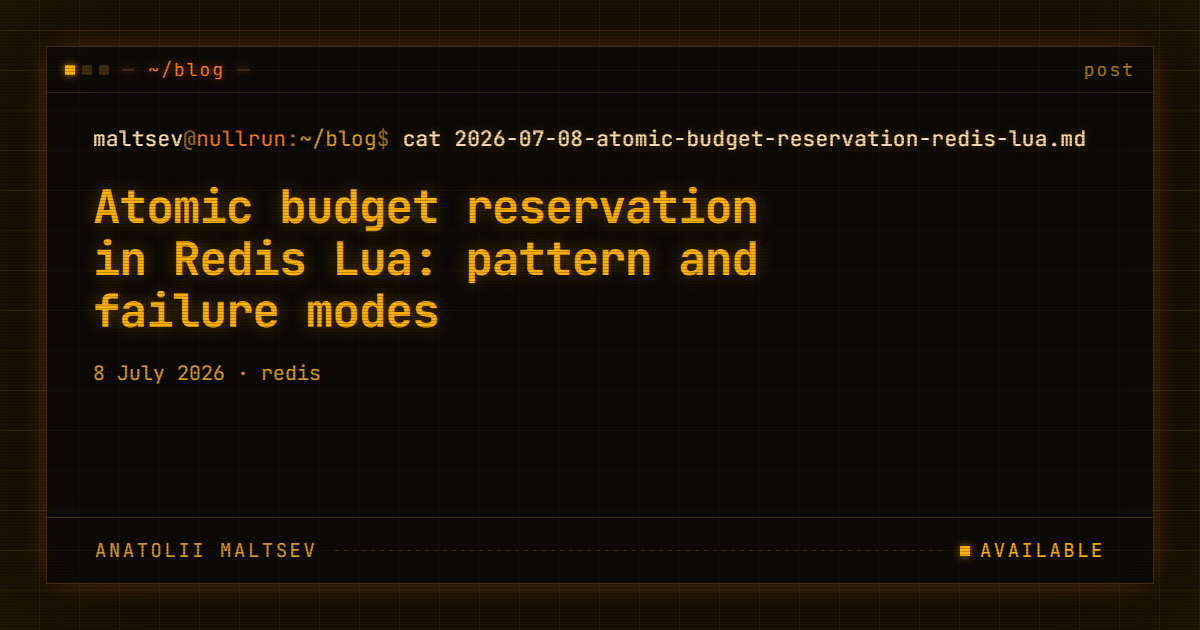 — ~/blog —
post
maltsev@nullrun:~/blog$ cat 2026-07-08-atomic-budget-reservation-redis-lua.md
Atomic budget reservation
in Redis Lua: pattern and
failure modes
8 July 2026 · redis
ANATOLII MALTSEV
AVAILABLE